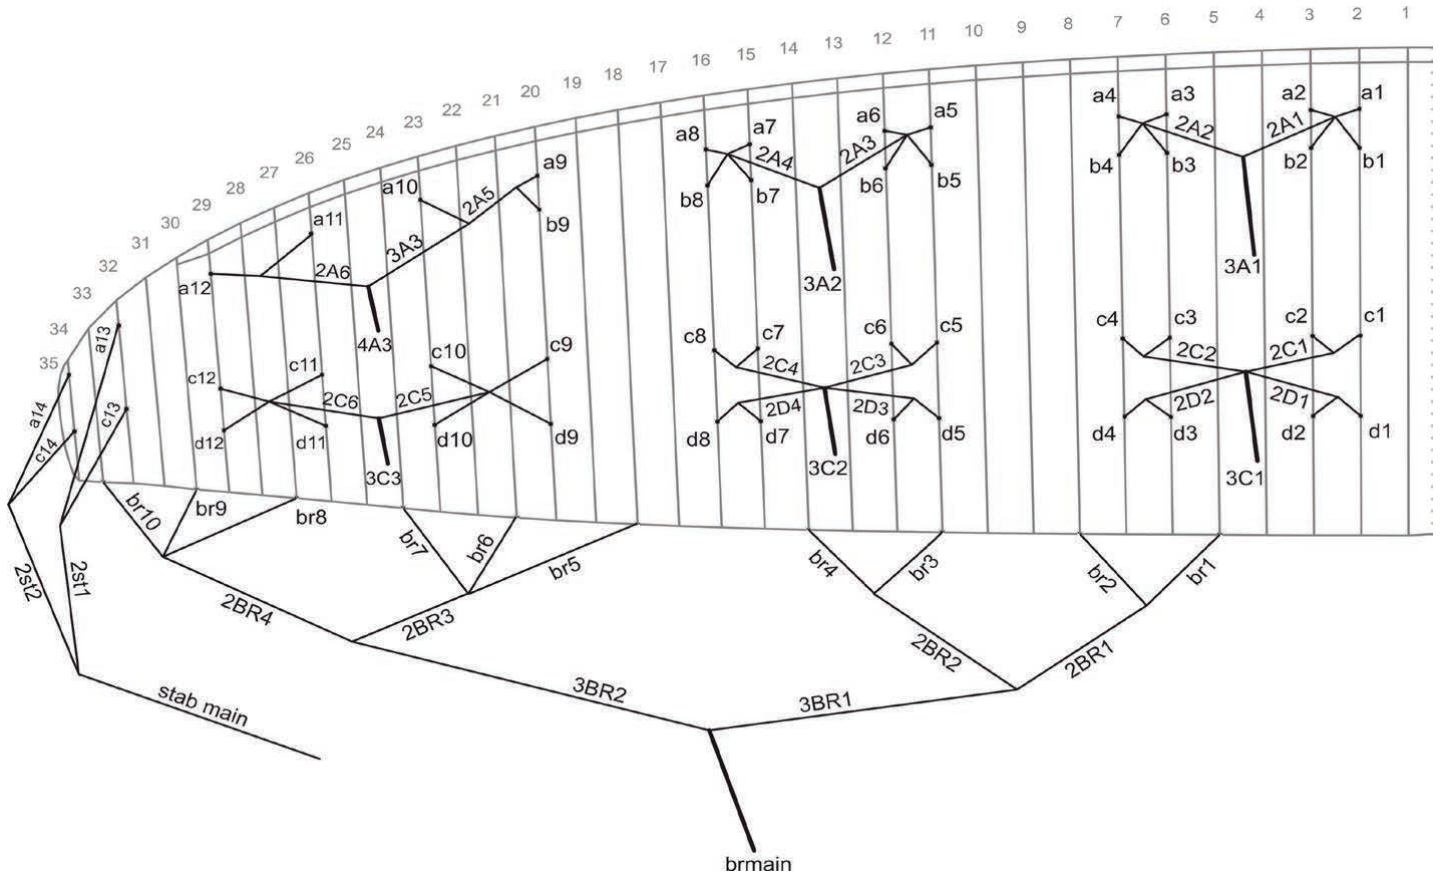 1 2 3 4 5 6 7 8 9 10 11 12 13 14 15 16 17 18 19 20 21 22 23 24 25 26 27 28 29 30 31 32 33 34 35
a4 a3 a2 a1
2A2 2A1
b4 b3 b2 b1
3A1
a8 a7 a6 a5
2A4 2A3
b8 b7 b6 b5
3A2
a10 a9
2A5
b9
a11
3A3
2A6
a12
4A3
a13
c4 c3 c2 c1
2C2 2C1
2D2 2D1
d4 d3 d2 d1
3C1
c8 c7 c6 c5
2C4 2C3
2D4 2D3
d8 d7 d6 d5
3C2
c12 c11 c10 c9
2C6 2C5
d12 d11 d10 d9
3C3
a14 c14 c13
br10 br9 br8 br7 br6 br5 br4 br3 br2 br1
2st2 2st1
2BR4 2BR3 2BR2 2BR1
stab main
3BR2 3BR1
brmain